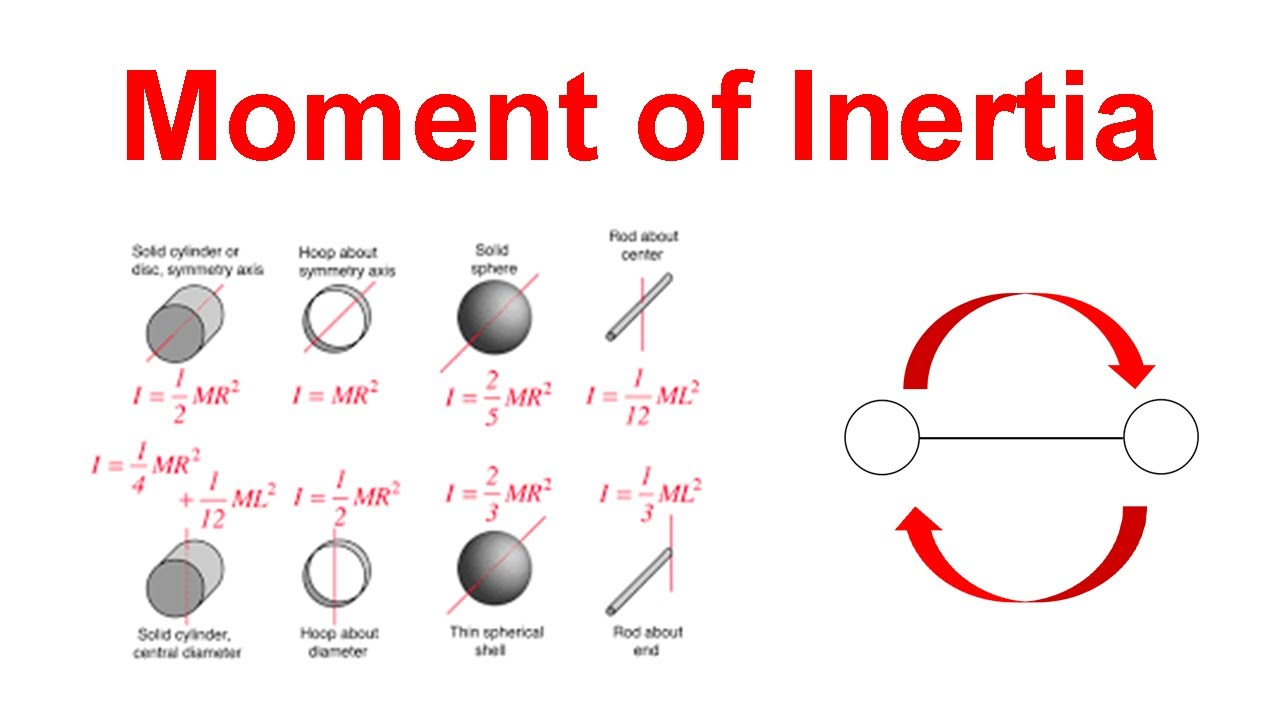 Moment of Inertia
Solid cylinder or
disc, symmetry axis
I = 1/2 MR²
Hoop about
symmetry axis
I = MR²
Solid
sphere
I = 2/5 MR²
Rod about
center
I = 1/12 ML²
I = 1/4 MR²
+ 1/12 ML²
Solid cylinder,
central diameter
I = 1/2 MR²
Hoop about
diameter
I = 2/3 MR²
Thin spherical
shell
I = 1/3 ML²
Rod about
end